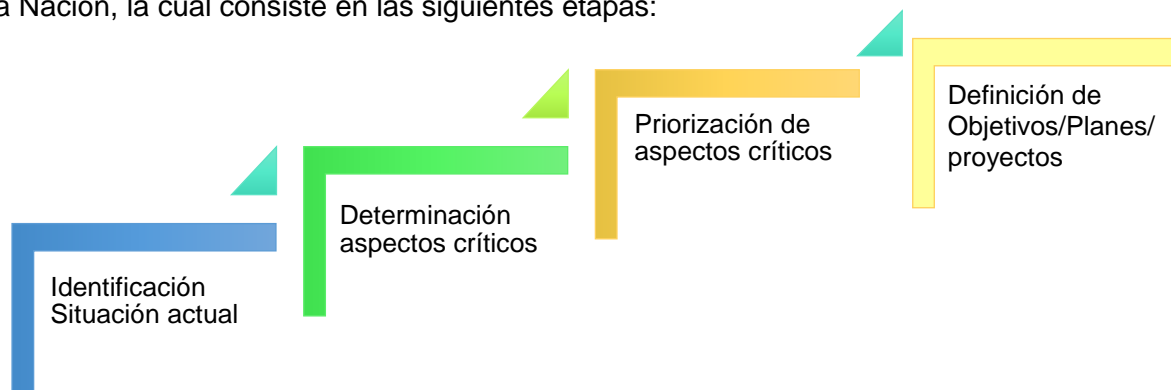 a Nación, la cual consiste en las siguientes etapas:
Identificación
Situación actual
Determinación
aspectos críticos
Priorización de
aspectos críticos
Definición de
Objetivos/Planes/
proyectos